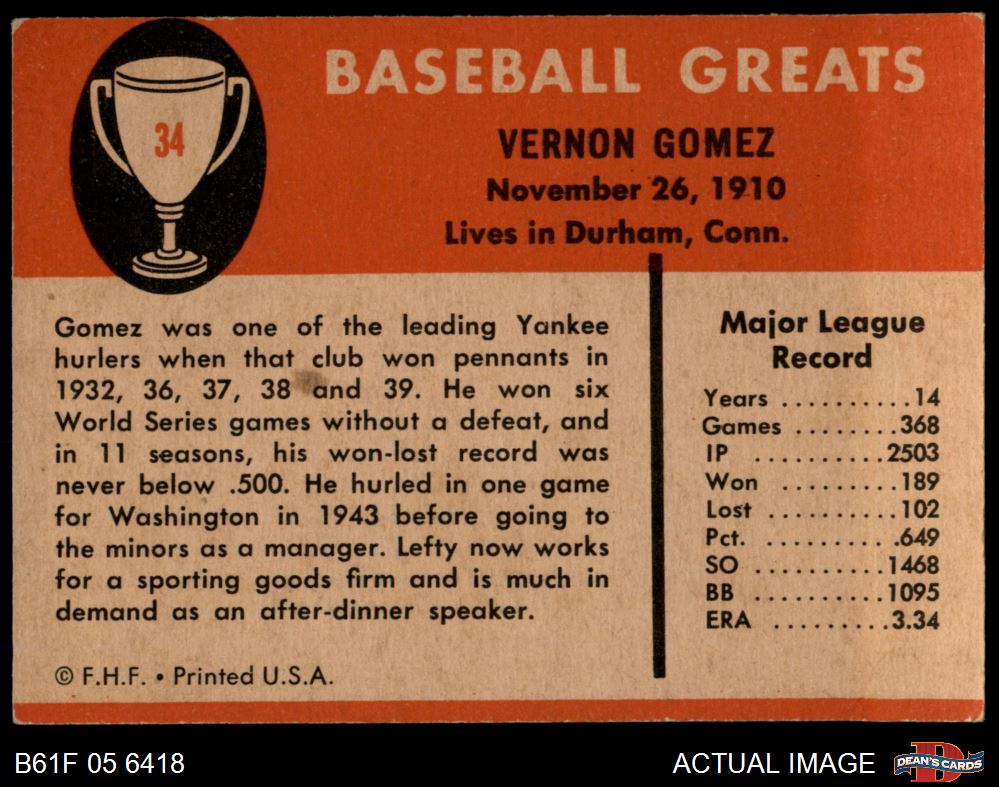 34
BASEBALL GREATS
VERNON GOMEZ
November 26, 1910
Lives in Durham, Conn.
Gomez was one of the leading Yankee
hurlers when that club won pennants in
1932, 36, 37, 38 and 39. He won six
World Series games without a defeat, and
in 11 seasons, his won-lost record was
never below .500. He hurled in one game
for Washington in 1943 before going to
the minors as a manager. Lefty now works
for a sporting goods firm and is much in
demand as an after-dinner speaker.
© F.H.F. • Printed U.S.A.
Major League
Record
Years ..........14
Games ........368
IP ..........2503
Won .........189
Lost ..........102
Pct. .........649
SO ..........1468
BB ..........1095
ERA .........3.34
B61F 05 6418
ACTUAL IMAGE
DEAN'S CARDS